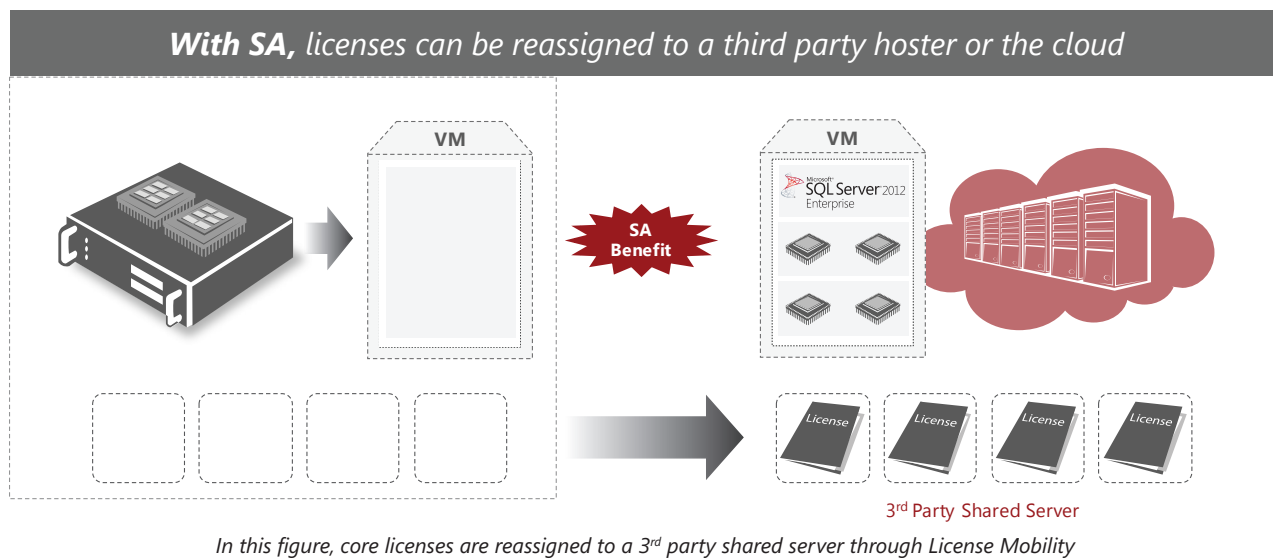 With SA, licenses can be reassigned to a third party hoster or the cloud
VM
SA
Benefit
VM
Microsoft®
SQL Server 2012
Enterprise
License
License
License
License
3rd Party Shared Server
In this figure, core licenses are reassigned to a 3rd party shared server through License Mobility